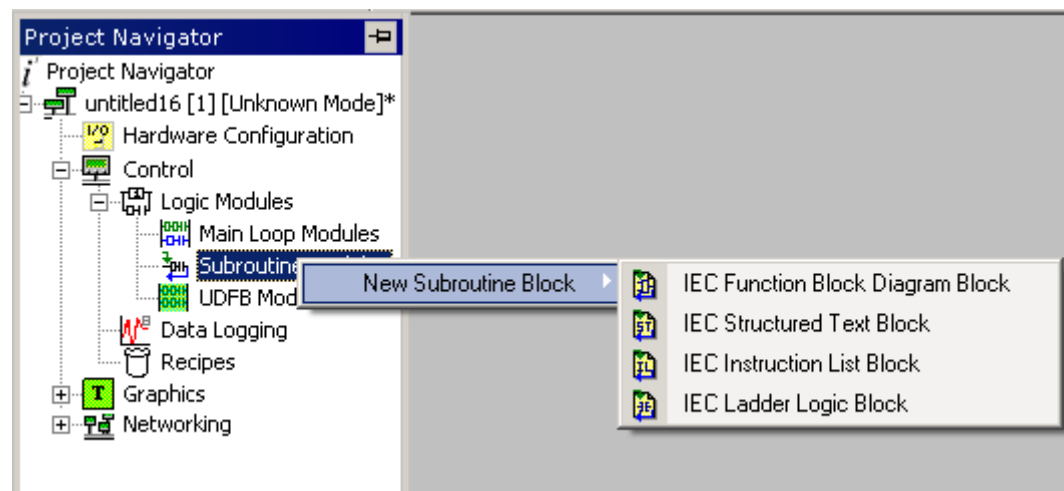 Project Navigator
Project Navigator
untitled16 [1] [Unknown Mode]*
Hardware Configuration
Control
Logic Modules
Main Loop Modules
Subroutine
New Subroutine Block
IEC Function Block Diagram Block
UDFB Mod
IEC Structured Text Block
Data Logging
IEC Instruction List Block
Recipes
IEC Ladder Logic Block
T Graphics
Networking